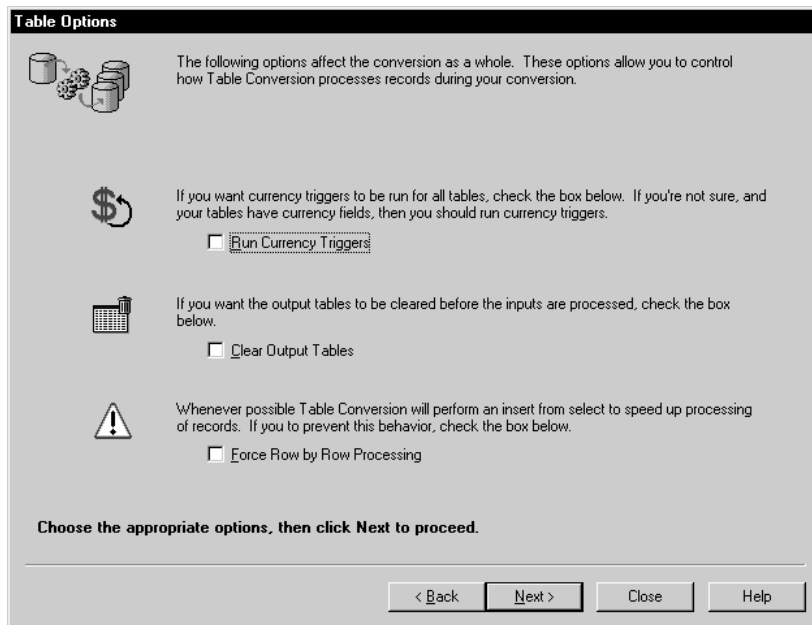 Table Options
The following options affect the conversion as a whole. These options allow you to control
how Table Conversion processes records during your conversion.
If you want currency triggers to be run for all tables, check the box below. If you're not sure, and
your tables have currency fields, then you should run currency triggers.
Run Currency Triggers
If you want the output tables to be cleared before the inputs are processed, check the box
below.
Clear Output Tables
Whenever possible Table Conversion will perform an insert from select to speed up processing
of records. If you to prevent this behavior, check the box below.
Force Row by Row Processing
Choose the appropriate options, then click Next to proceed.
< Back Next > Close Help